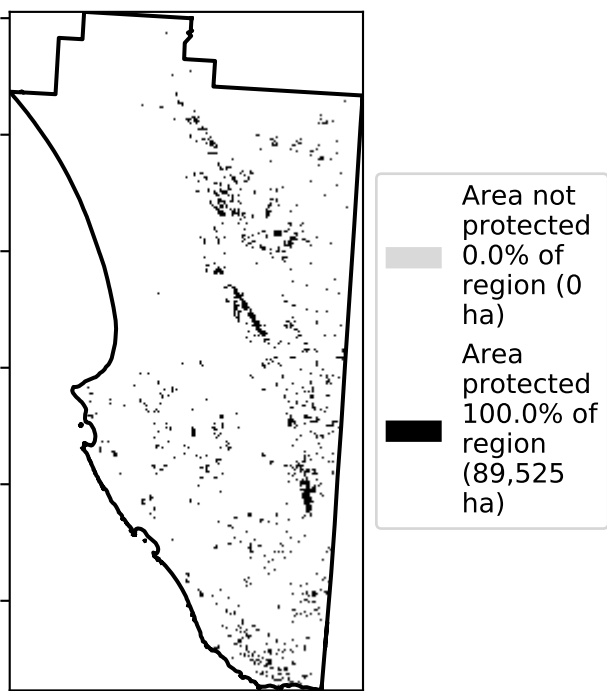 Area not
protected
0.0% of
region (0
ha)
Area
protected
100.0% of
region
(89,525
ha)